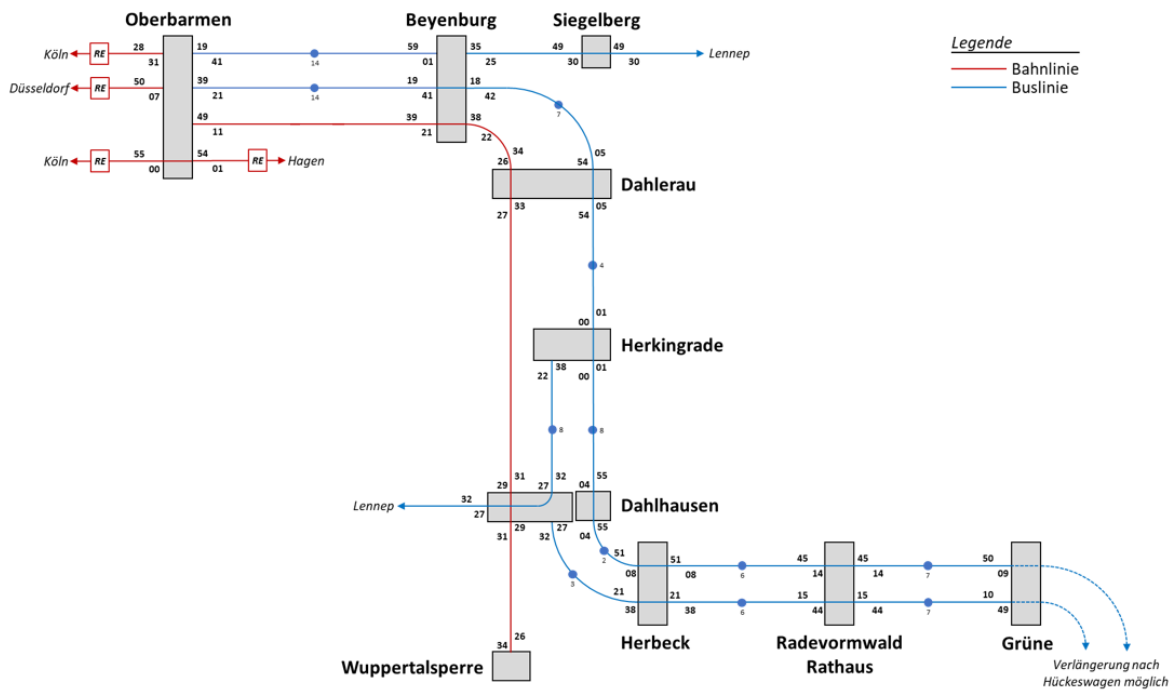 Oberbarmen Beyenburg Siegelberg
Legende
Köln RE 28 19 59 35 49 49
31 41 01 25 30 30 Lennep
14
Bahnlinie
Düsseldorf RE 50 39 19 18
07 21 41 42
14
Buslinie
7
49 39 38
11 21 22
34 05
Köln RE 55 54 RE Hagen 26 54
00 01
Dahlerau
33 05
27 54
4
01
00
Herkingrade
38 01
22 00
8 8
31 32 55
29 27 04
Lennep 32
27
Dahlhausen
29 27 55
31 32 04
2
51 51 45 45 50
08 08 6 14 14 7 09
3
21 21 15 15 10
38 38 6 44 44 7 49
26
34
Herbeck Radevormwald Grüne
Rathaus
Wuppertalsperre
Verlängerung nach
Hückeswagen möglich